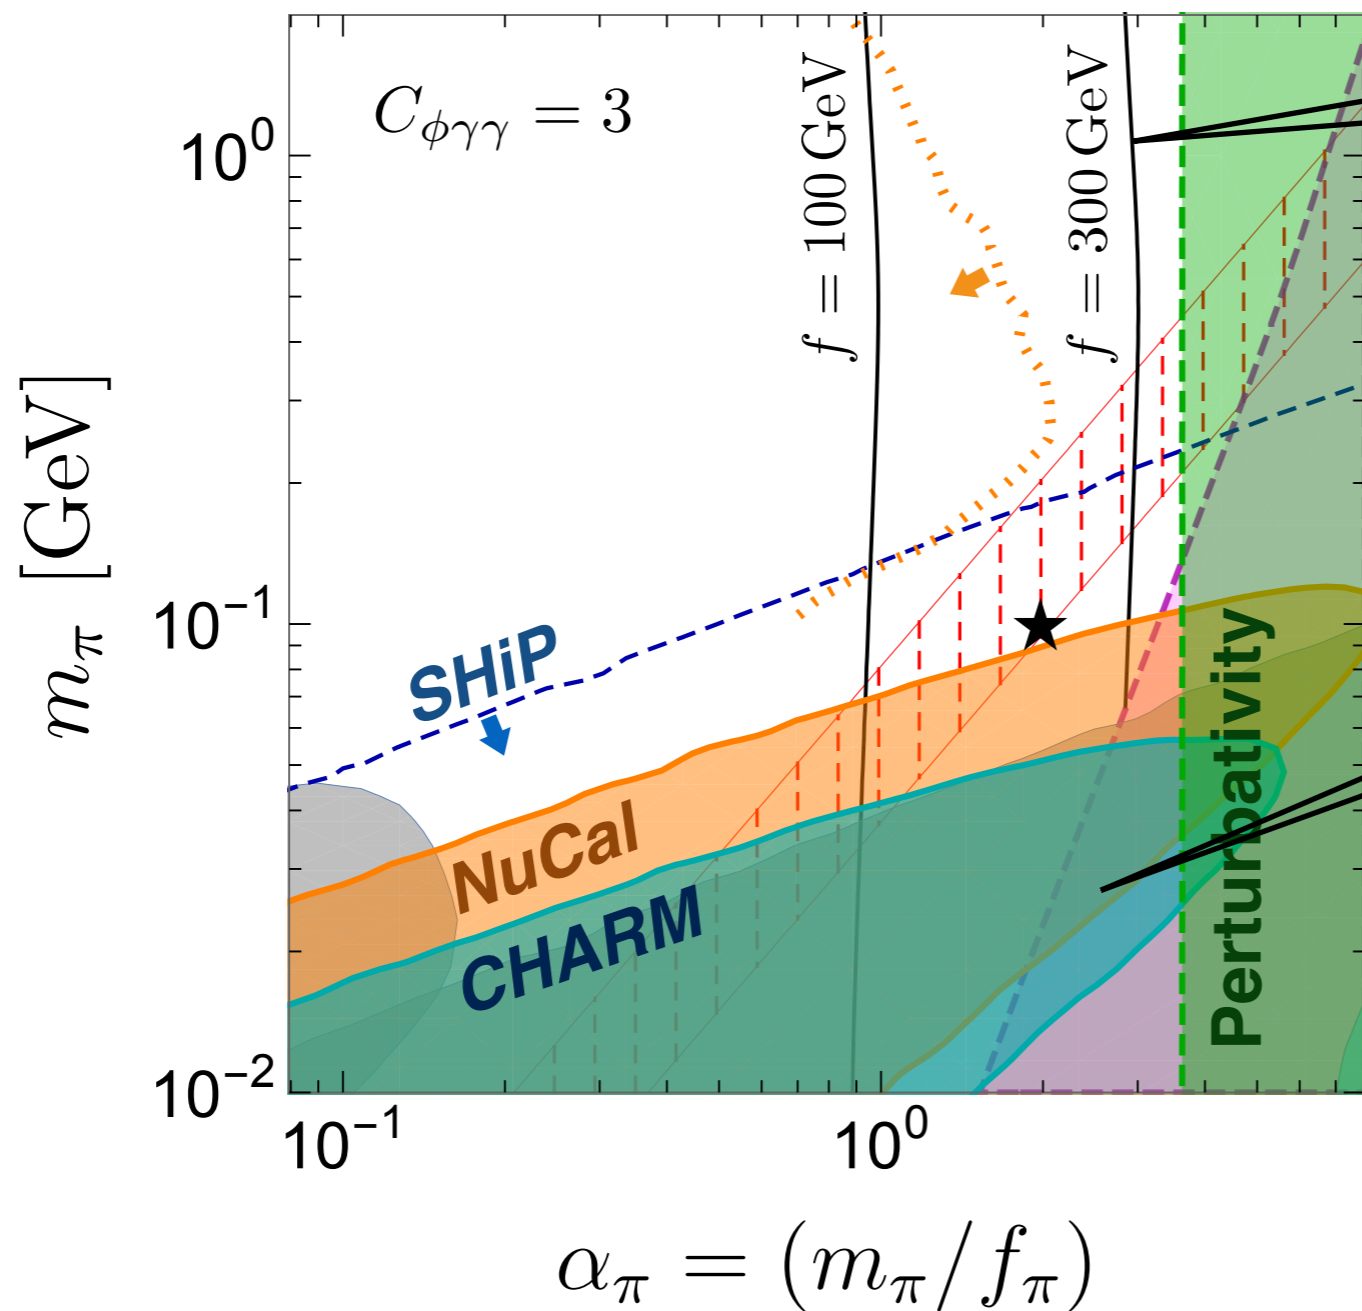 C_{ϕγγ} = 3
f = 100 GeV
f = 300 GeV
10^0
10^{-1}
10^{-2}
m_π [GeV]
SHiP
NuCal
CHARM
Perturbativity
10^{-1}
10^0
α_π = (m_π/f_π)